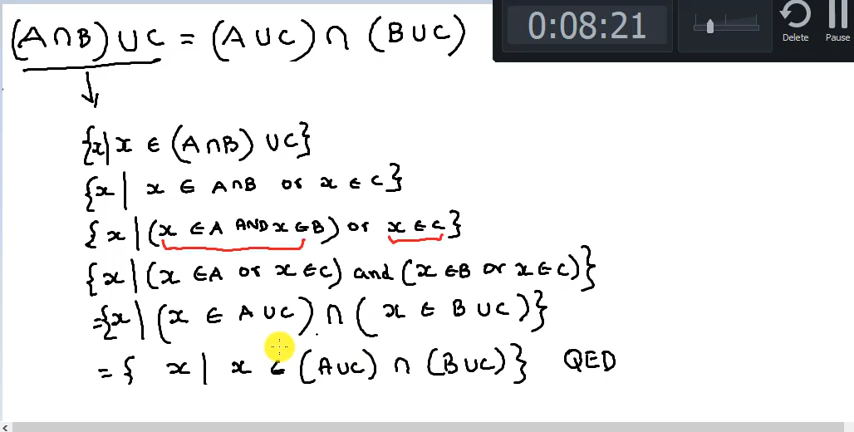 (A∩B) ∪ C = (A ∪ C) ∩ (B ∪ C)
0:08:21
Delete
Pause
{x| x ∈ (A∩B) ∪C}
{x| x ∈ A∩B or x ∈ C}
{x|(x ∈A AND x ∈B) or x ∈ C}
{x|(x ∈A or x ∈C) and (x ∈B or x ∈ C)}
={x|(x ∈ A ∪C) ∩ (x ∈ B ∪C)}
= { x| x ∈ (A∪C) ∩ (B∪C)} QED